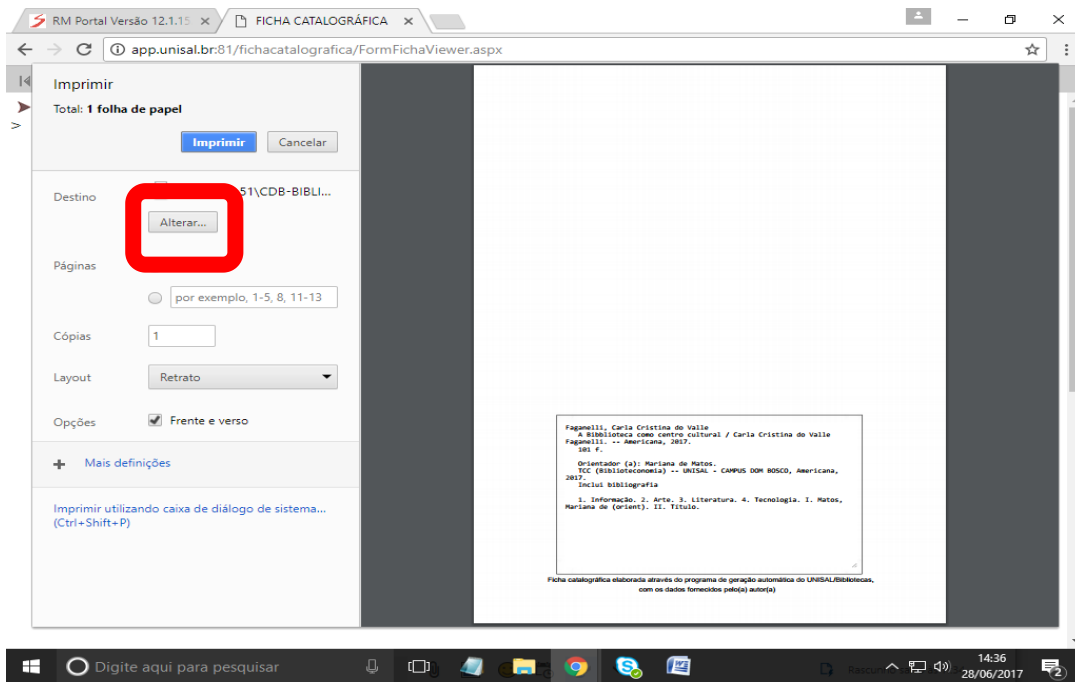 RM Portal Versão 12.1.15
FICHA CATALOGRÁFICA
app.unisal.br:81/fichacatalografica/FormFichaViewer.aspx
Imprimir
Total: 1 folha de papel
Imprimir Cancelar
Destino 51\CDB-BIBLI...
Alterar...
Páginas
por exemplo, 1-5, 8, 11-13
Cópias 1
Layout Retrato
Opções Frente e verso
Mais definições
Imprimir utilizando caixa de diálogo de sistema...
(Ctrl+Shift+P)
Faganelli, Carla Cristina do Valle
A Bibblioteca como centro cultural / Carla Cristina do Valle
Faganelli. -- Americana, 2017.
101 f.
Orientador (a): Mariana de Matos.
TCC (Biblioteconomia) -- UNISAL - CAMPUS DOM BOSCO, Americana,
2017.
Inclui bibliografia
1. Informação. 2. Arte. 3. Literatura. 4. Tecnologia. I. Matos,
Mariana de (orient). II. Título.
Ficha catalográfica elaborada através do programa de geração automática do UNISAL/Bibliotecas,
com os dados fornecidos pelo(a) autor(a)
Digite aqui para pesquisar
14:36
28/06/2017